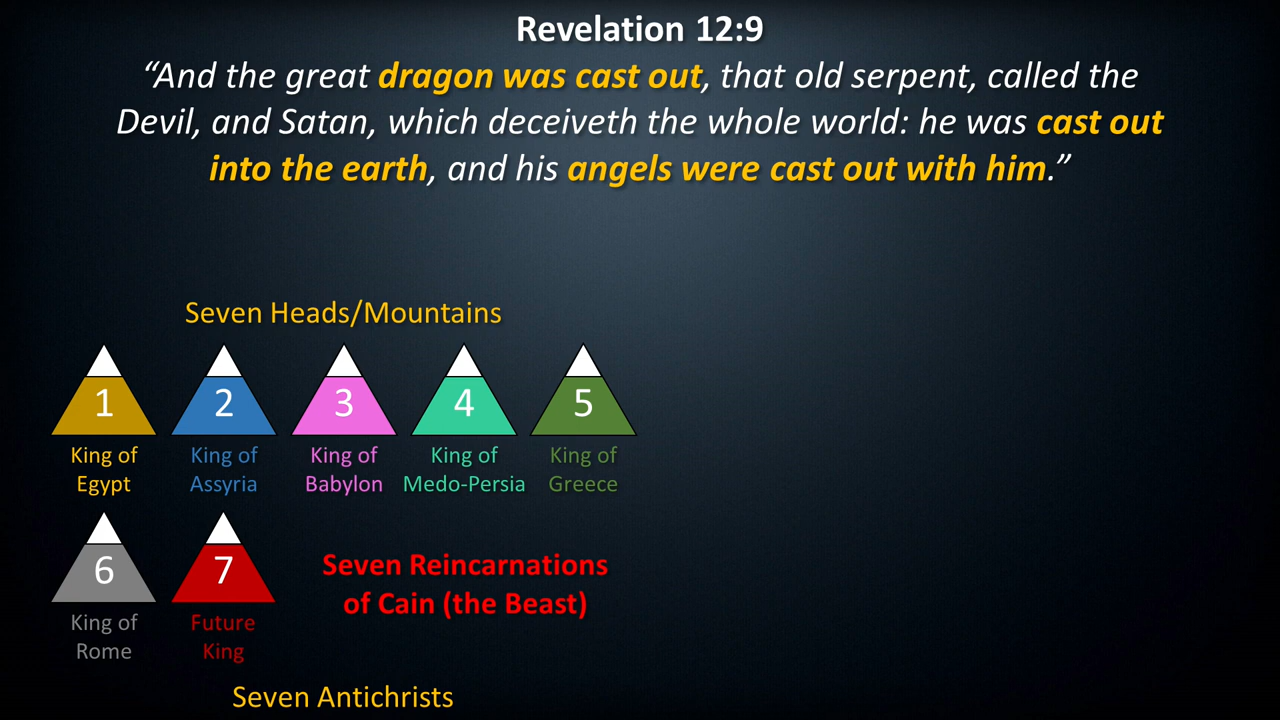 Revelation 12:9
“And the great dragon was cast out, that old serpent, called the
Devil, and Satan, which deceiveth the whole world: he was cast out
into the earth, and his angels were cast out with him.”
Seven Heads/Mountains
1 2 3 4 5
King of Egypt
King of Assyria
King of Babylon
King of Medo-Persia
King of Greece
6 7
King of Rome
Future King
Seven Reincarnations
of Cain (the Beast)
Seven Antichrists